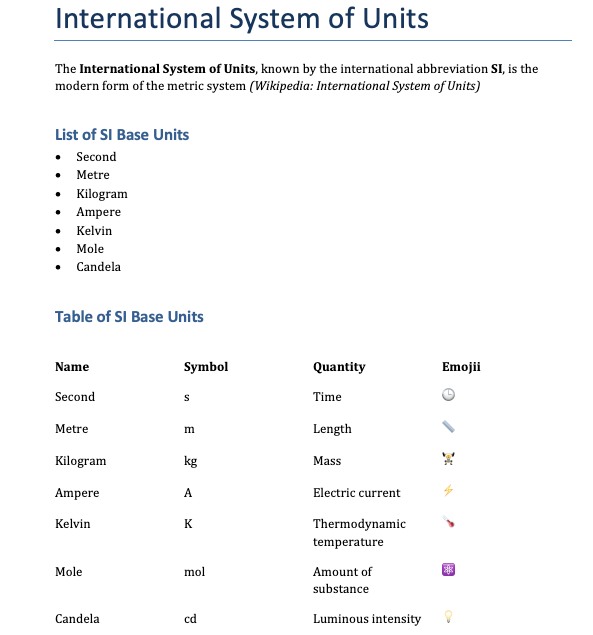 International System of Units
The International System of Units, known by the international abbreviation SI, is the
modern form of the metric system (Wikipedia: International System of Units)
List of SI Base Units
• Second
• Metre
• Kilogram
• Ampere
• Kelvin
• Mole
• Candela
Table of SI Base Units
Name Symbol Quantity Emojii
Second s Time 🕒
Metre m Length 📏
Kilogram kg Mass 🏋
Ampere A Electric current ⚡
Kelvin K Thermodynamic
temperature 🌡
Mole mol Amount of
substance ⚛
Candela cd Luminous intensity 💡